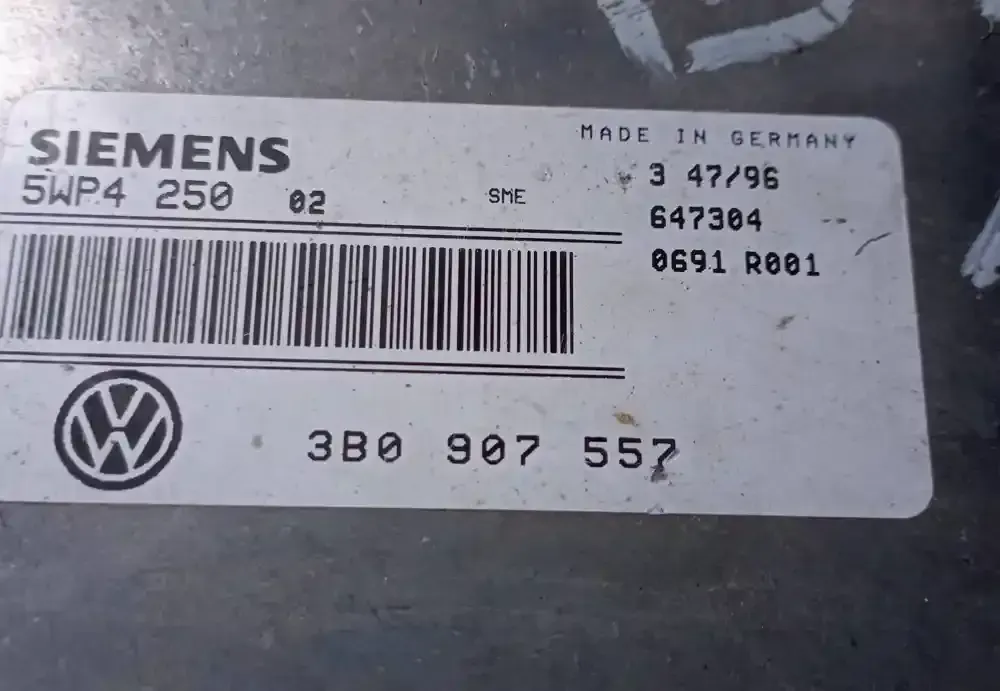 SIEMENS
MADE IN GERMANY
5WP4 250 02 SME
3 47/96
647304
0691 R001
3B0 907 557